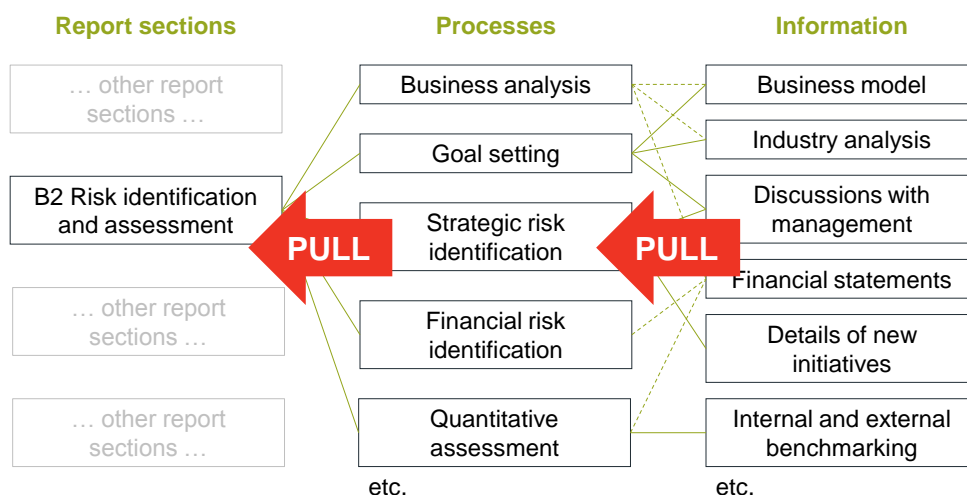 Report sections
Processes
Information
… other report
sections …
B2 Risk identification
and assessment
… other report
sections …
… other report
sections …
Business analysis
Goal setting
Strategic risk
identification
Financial risk
identification
Quantitative
assessment
etc.
Business model
Industry analysis
Discussions with
management
Financial statements
Details of new
initiatives
Internal and external
benchmarking
etc.
PULL
PULL